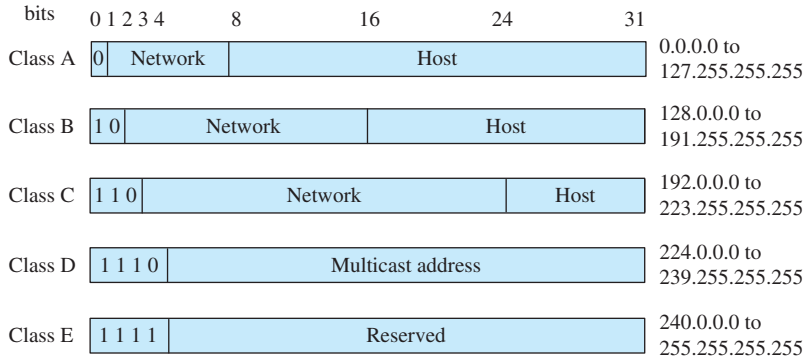 bits 0 1 2 3 4 8 16 24 31
Class A 0 Network Host 0.0.0.0 to
127.255.255.255
Class B 1 0 Network Host 128.0.0.0 to
191.255.255.255
Class C 1 1 0 Network Host 192.0.0.0 to
223.255.255.255
Class D 1 1 1 0 Multicast address 224.0.0.0 to
239.255.255.255
Class E 1 1 1 1 Reserved 240.0.0.0 to
255.255.255.255